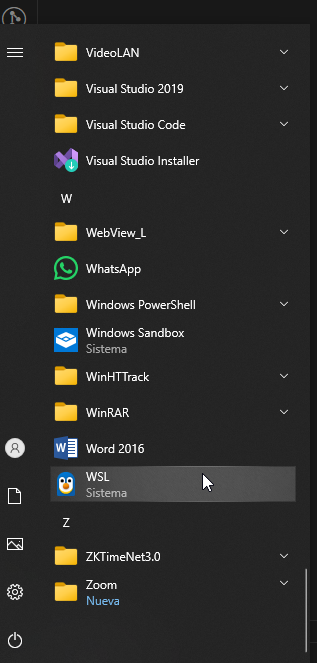 VideoLAN
Visual Studio 2019
Visual Studio Code
Visual Studio Installer
W
WebView_L
WhatsApp
Windows PowerShell
Windows Sandbox
Sistema
WinHTTrack
WinRAR
Word 2016
WSL
Sistema
Z
ZKTimeNet3.0
Zoom
Nueva